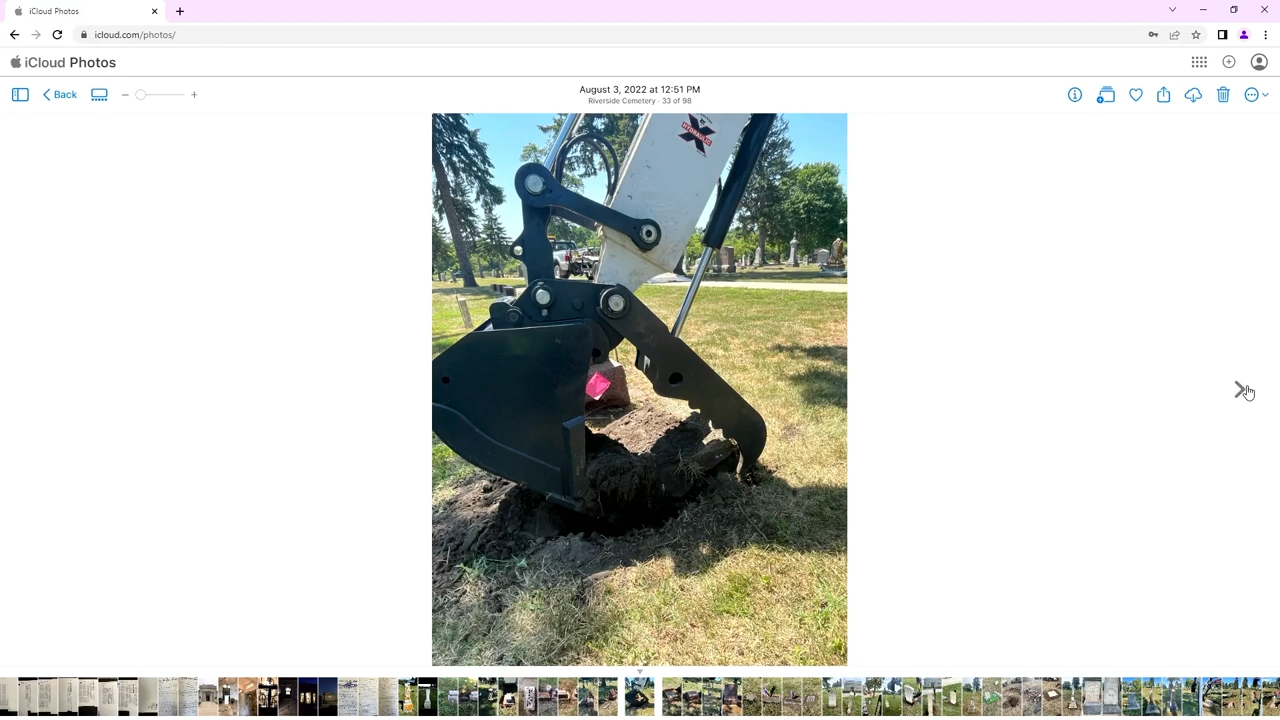 iCloud Photos
icloud.com/photos/
iCloud Photos
Back
August 3, 2022 at 12:51 PM
Riverside Cemetery · 33 of 98
X
HYDRAULIC